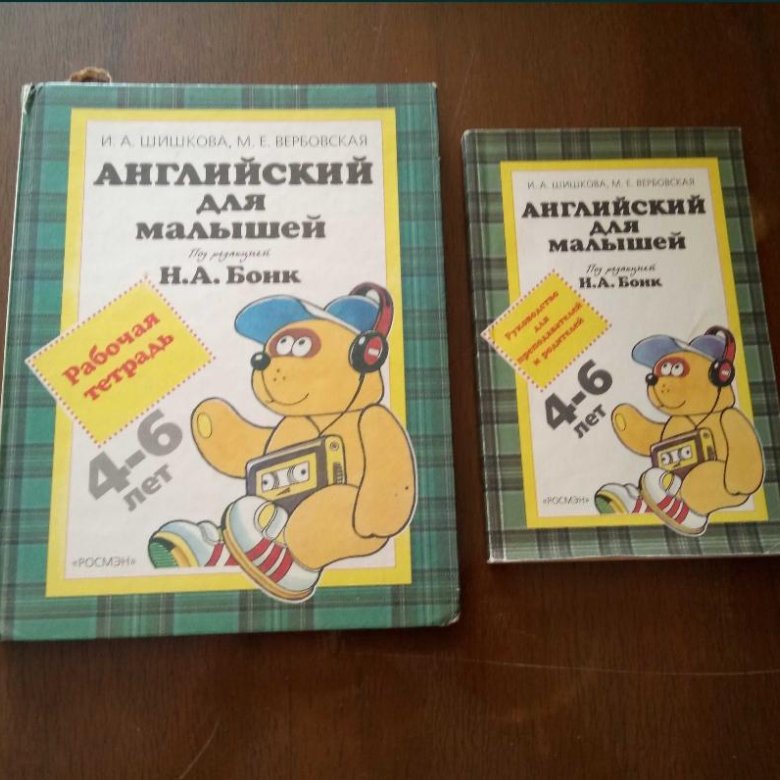 И. А. ШИШКОВА, М. Е. ВЕРБОВСКАЯ
АНГЛИЙСКИЙ
ДЛЯ
МАЛЫШЕЙ
Под редакцией
Н.А. Бонк
Рабочая
тетрадь
4-6
лет
«РОСМЭН»
И. А. ШИШКОВА, М. Е. ВЕРБОВСКАЯ
АНГЛИЙСКИЙ
ДЛЯ
МАЛЫШЕЙ
Под редакцией
Н.А. Бонк
Руководство
для
преподавателей
и родителей
4-6
лет
«РОСМЭН»